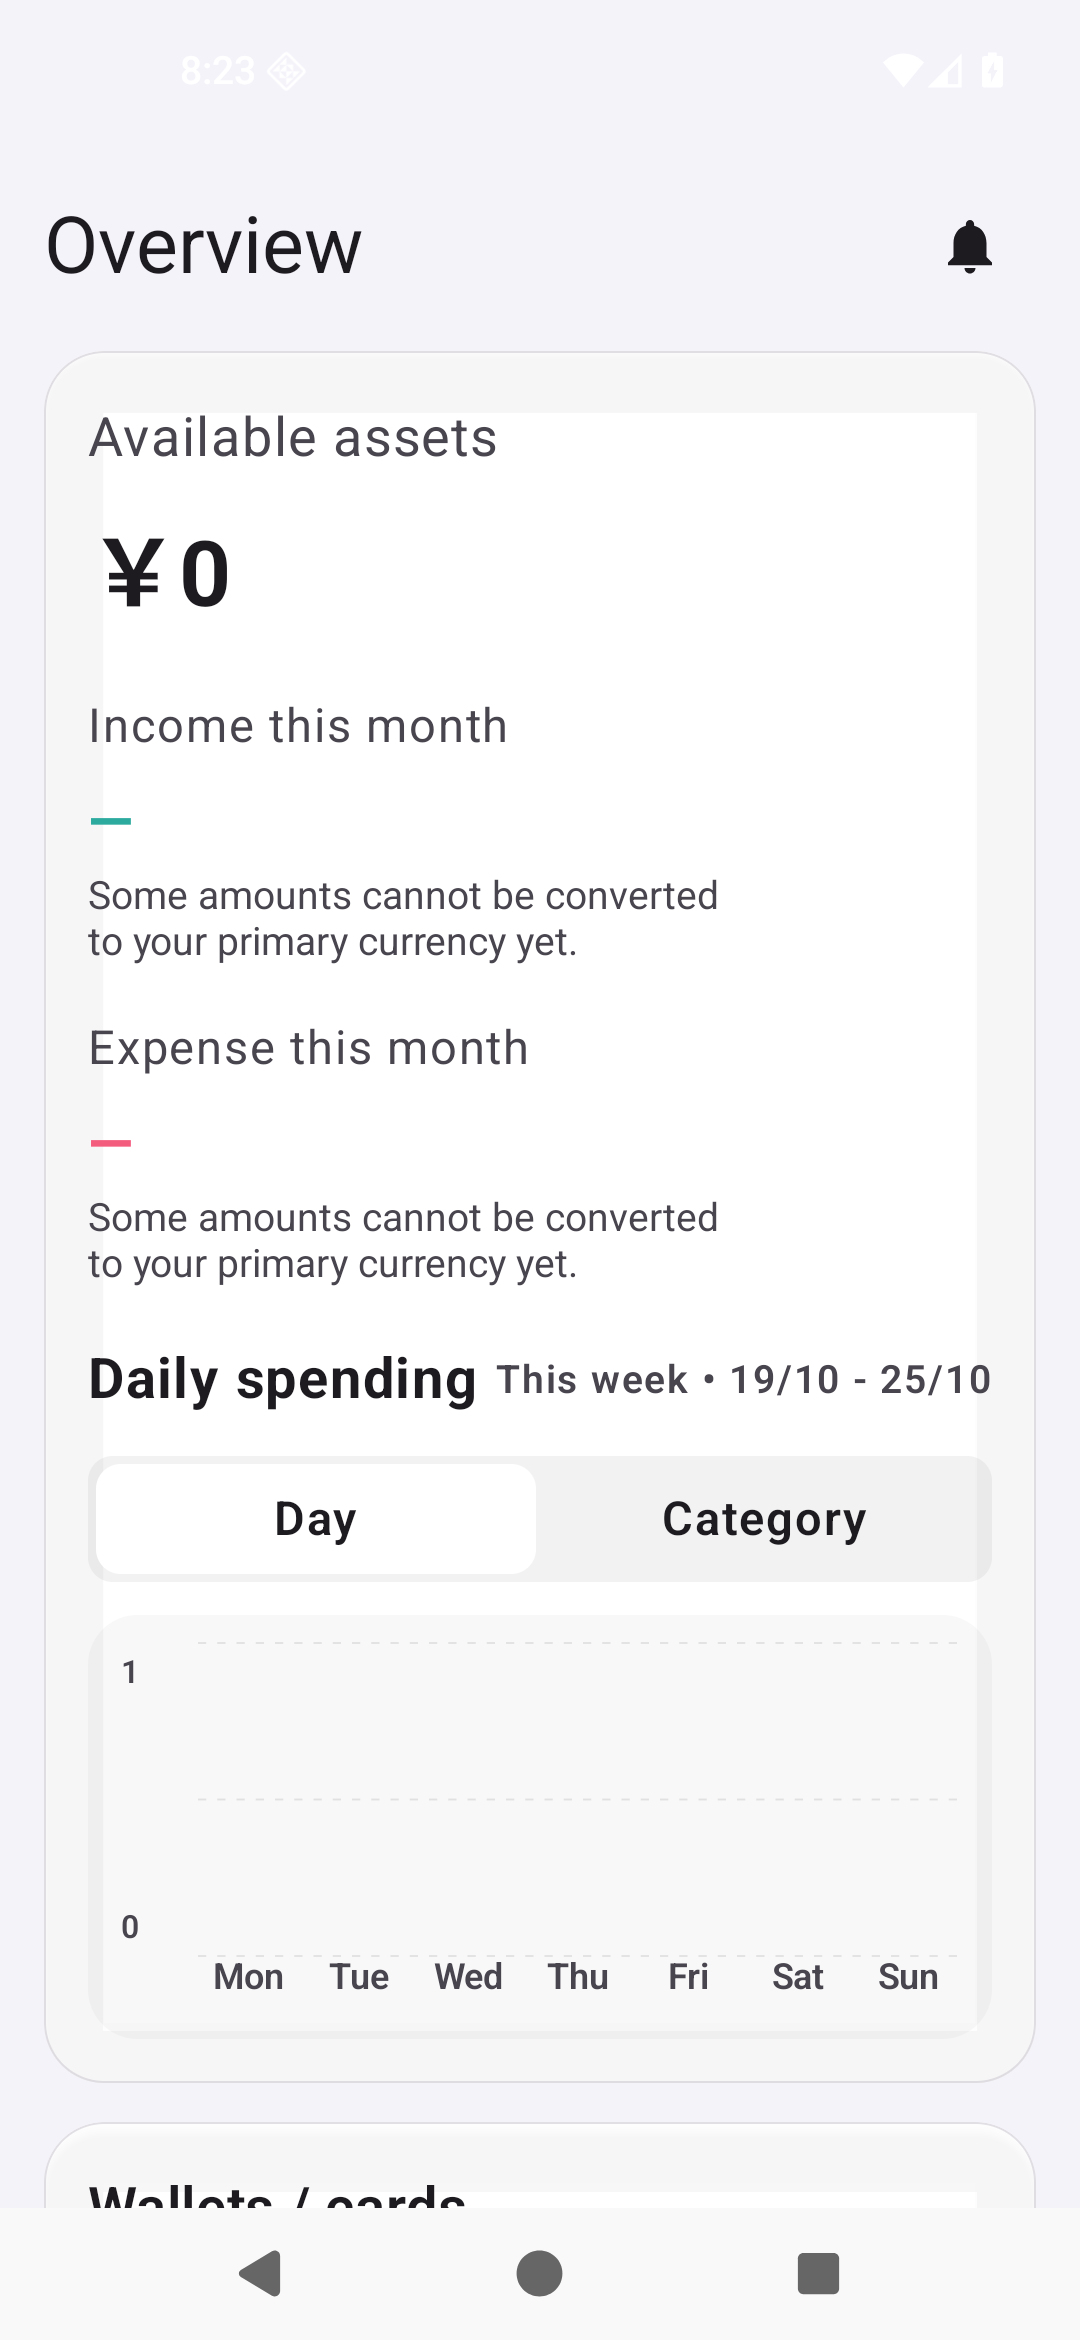 8:23
Overview
Available assets
¥0
Income this month
—
Some amounts cannot be converted
to your primary currency yet.
Expense this month
—
Some amounts cannot be converted
to your primary currency yet.
Daily spending This week • 19/10 - 25/10
Day Category
1
0
Mon Tue Wed Thu Fri Sat Sun
Wallets / cards